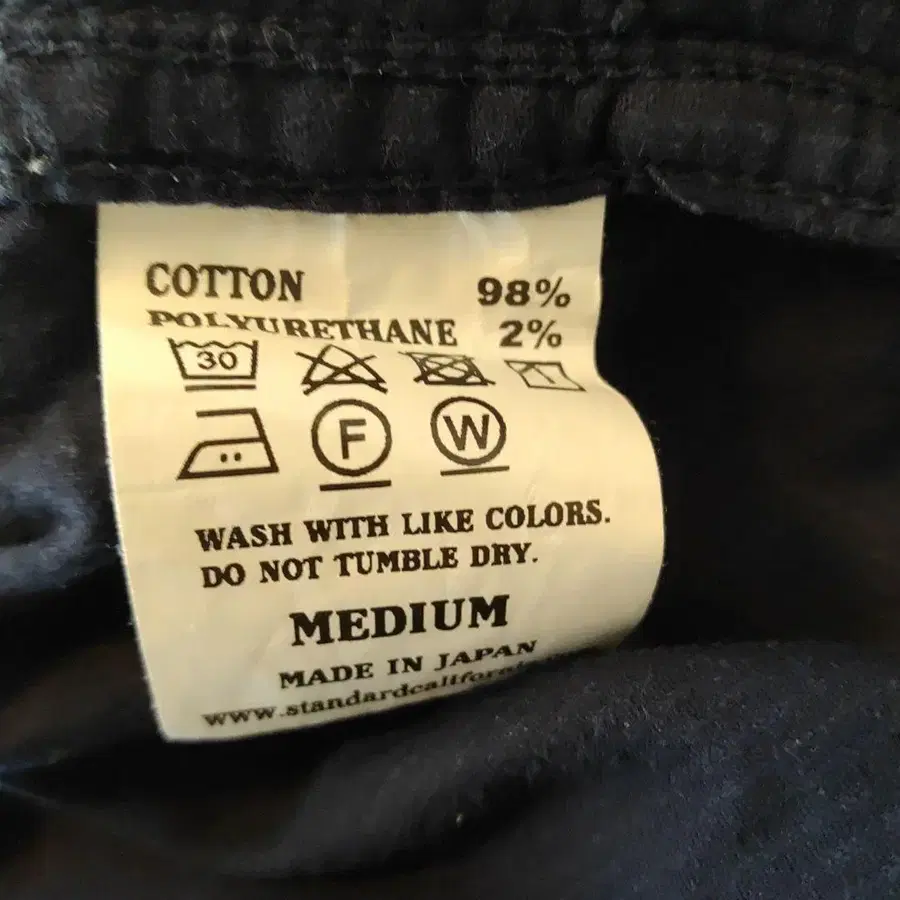 COTTON 98%
POLYURETHANE 2%
30
F W
WASH WITH LIKE COLORS.
DO NOT TUMBLE DRY.
MEDIUM
MADE IN JAPAN